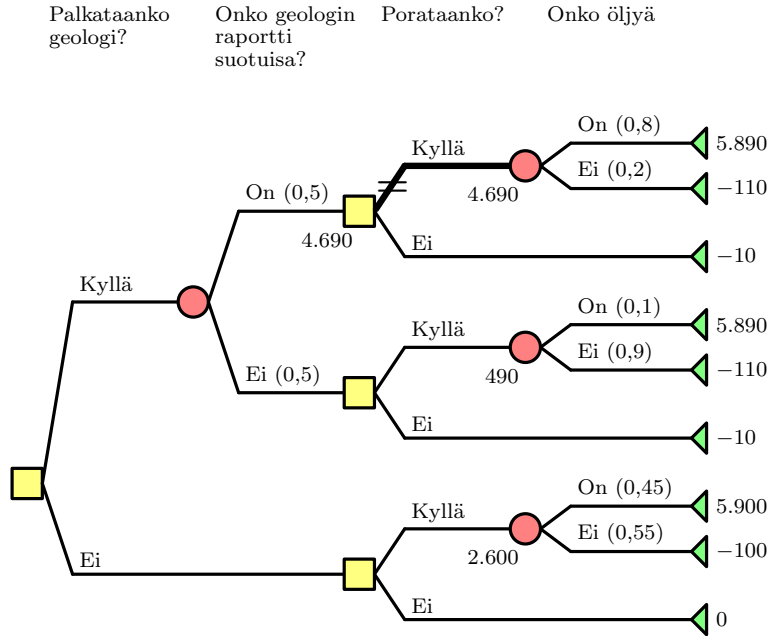 Palkataanko
geologi?
Onko geologin
raportti
suotuisa?
Porataanko?
Onko öljyä
On (0,8)
5.890
Kyllä
Ei (0,2)
−110
4.690
On (0,5)
4.690
Ei
−10
Kyllä
On (0,1)
5.890
Kyllä
Ei (0,9)
−110
490
Ei (0,5)
Ei
−10
On (0,45)
5.900
Kyllä
Ei (0,55)
−100
2.600
Ei
Ei
0